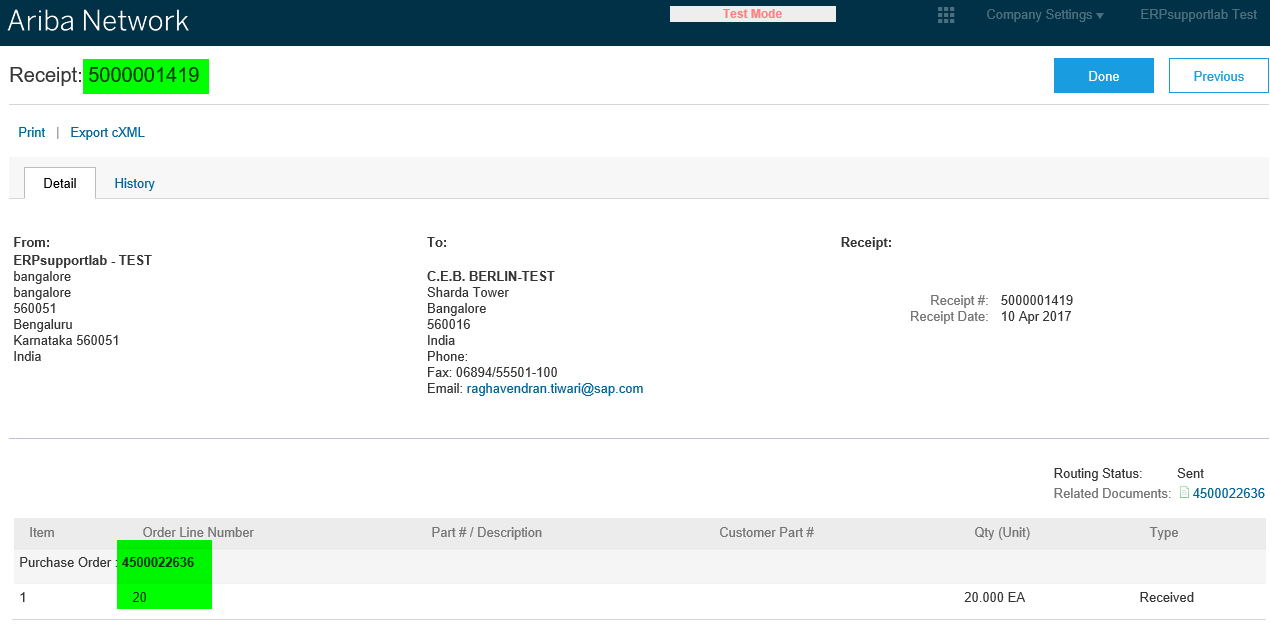 Ariba Network
Test Mode
Company Settings
ERPsupportlab Test
Receipt: 5000001419
Done
Previous
Print | Export cXML
Detail
History
From:
ERPsupportlab - TEST
bangalore
bangalore
560051
Bengaluru
Karnataka 560051
India
To:
C.E.B. BERLIN-TEST
Sharda Tower
Bangalore
560016
India
Phone:
Fax: 06894/55501-100
Email: raghavendran.tiwari@sap.com
Receipt:
Receipt #: 5000001419
Receipt Date: 10 Apr 2017
Routing Status: Sent
Related Documents: 4500022636
Item Order Line Number Part # / Description Customer Part # Qty (Unit) Type
Purchase Order : 4500022636
1 20 20.000 EA Received